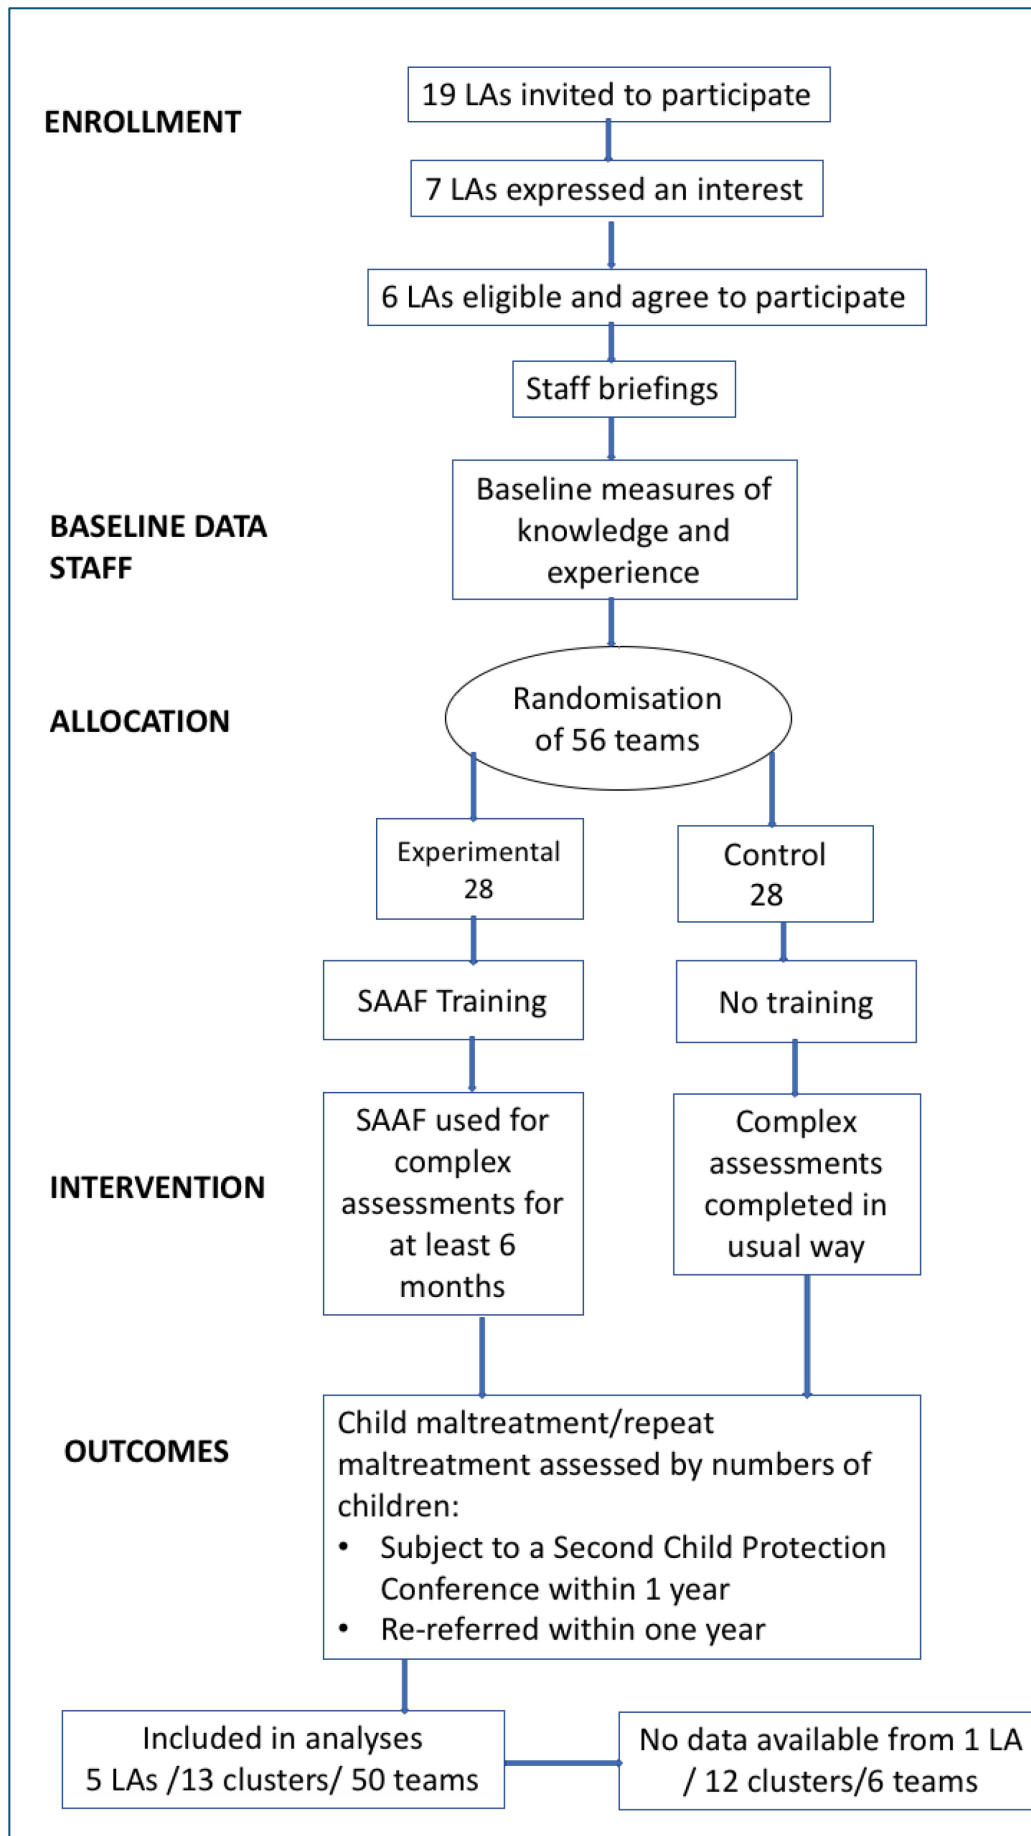 19 LAs invited to participate
ENROLLMENT
7 LAs expressed an interest
6 LAs eligible and agree to participate
Staff briefings
BASELINE DATA
STAFF
Baseline measures of
knowledge and
experience
ALLOCATION
Randomisation
of 56 teams
Experimental
28
Control
28
SAAF Training
No training
INTERVENTION
SAAF used for
complex
assessments for
at least 6
months
Complex
assessments
completed in
usual way
OUTCOMES
Child maltreatment/repeat
maltreatment assessed by numbers of
children:
• Subject to a Second Child Protection
Conference within 1 year
• Re-referred within one year
Included in analyses
5 LAs /13 clusters/ 50 teams
No data available from 1 LA
/ 12 clusters/6 teams